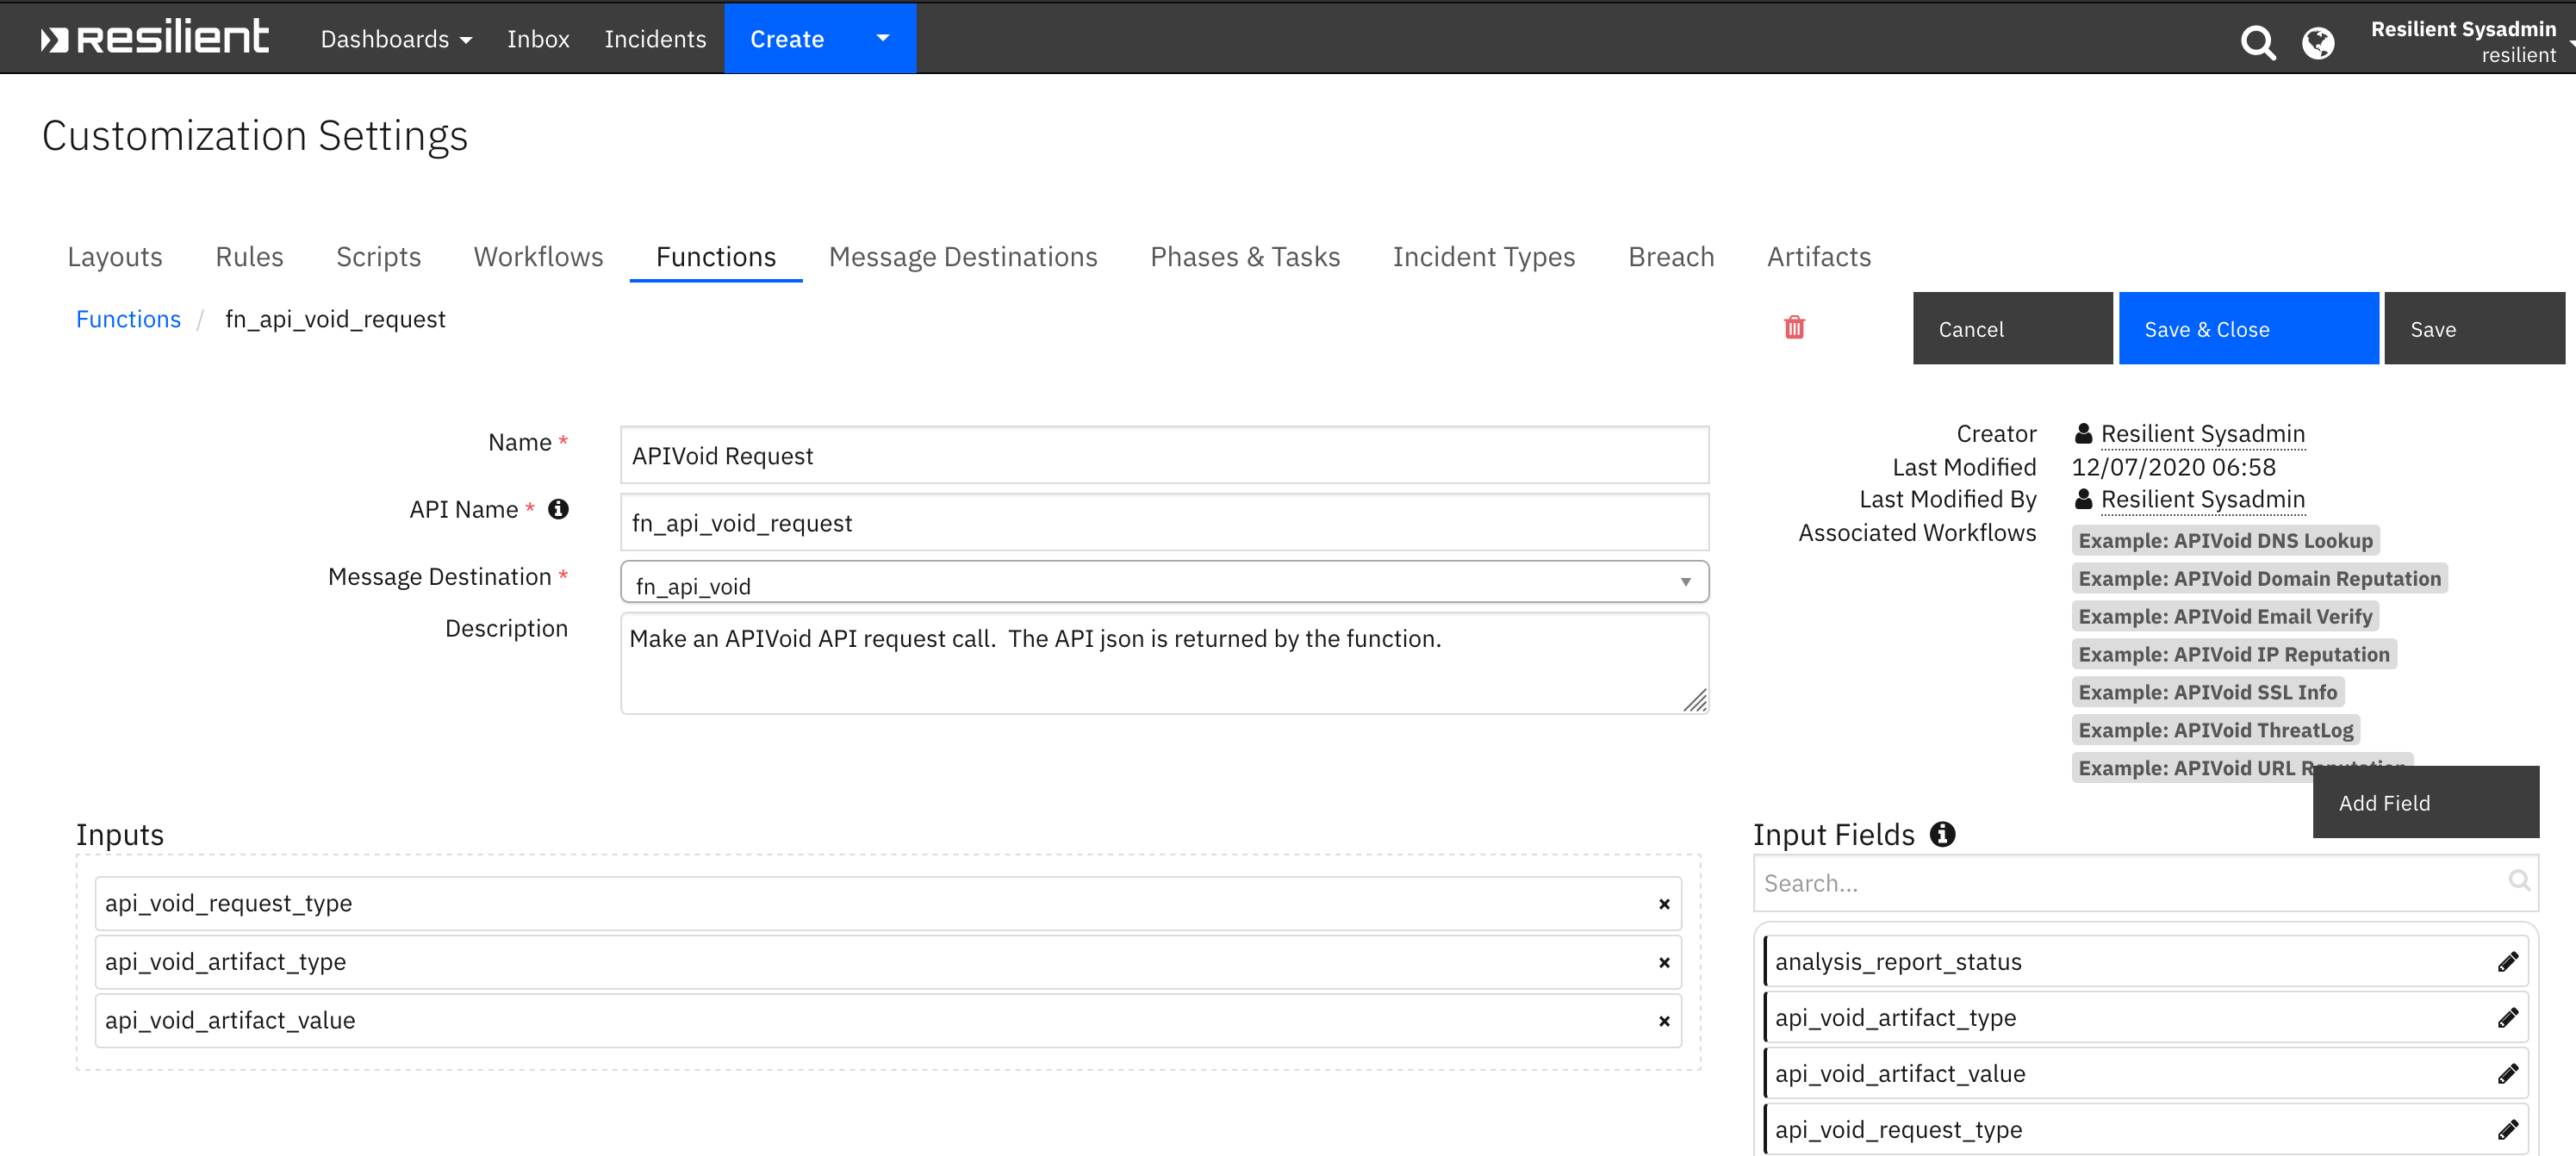 resilient Dashboards Inbox Incidents Create Resilient Sysadmin
resilient
Customization Settings
Layouts Rules Scripts Workflows Functions Message Destinations Phases & Tasks Incident Types Breach Artifacts
Functions / fn_api_void_request
Cancel Save & Close Save
Name *
APIVoid Request
API Name *
fn_api_void_request
Message Destination *
fn_api_void
Description
Make an APIVoid API request call.  The API json is returned by the function.
Creator Resilient Sysadmin
Last Modified 12/07/2020 06:58
Last Modified By Resilient Sysadmin
Associated Workflows
Example: APIVoid DNS Lookup
Example: APIVoid Domain Reputation
Example: APIVoid Email Verify
Example: APIVoid IP Reputation
Example: APIVoid SSL Info
Example: APIVoid ThreatLog
Example: APIVoid URL Reputation
Add Field
Inputs
api_void_request_type ×
api_void_artifact_type ×
api_void_artifact_value ×
Input Fields
Search...
analysis_report_status
api_void_artifact_type
api_void_artifact_value
api_void_request_type